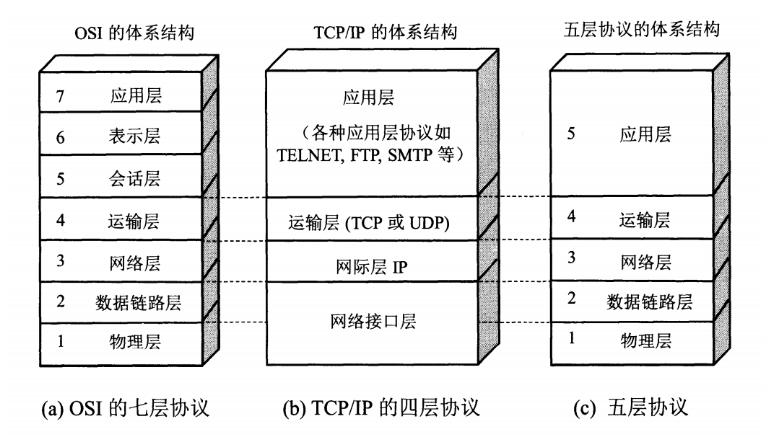 OSI 的体系结构
7 应用层
6 表示层
5 会话层
4 运输层
3 网络层
2 数据链路层
1 物理层
(a) OSI 的七层协议
TCP/IP 的体系结构
应用层
（各种应用层协议如
TELNET, FTP, SMTP 等）
运输层 (TCP 或 UDP)
网际层 IP
网络接口层
(b) TCP/IP 的四层协议
五层协议的体系结构
5 应用层
4 运输层
3 网络层
2 数据链路层
1 物理层
(c) 五层协议